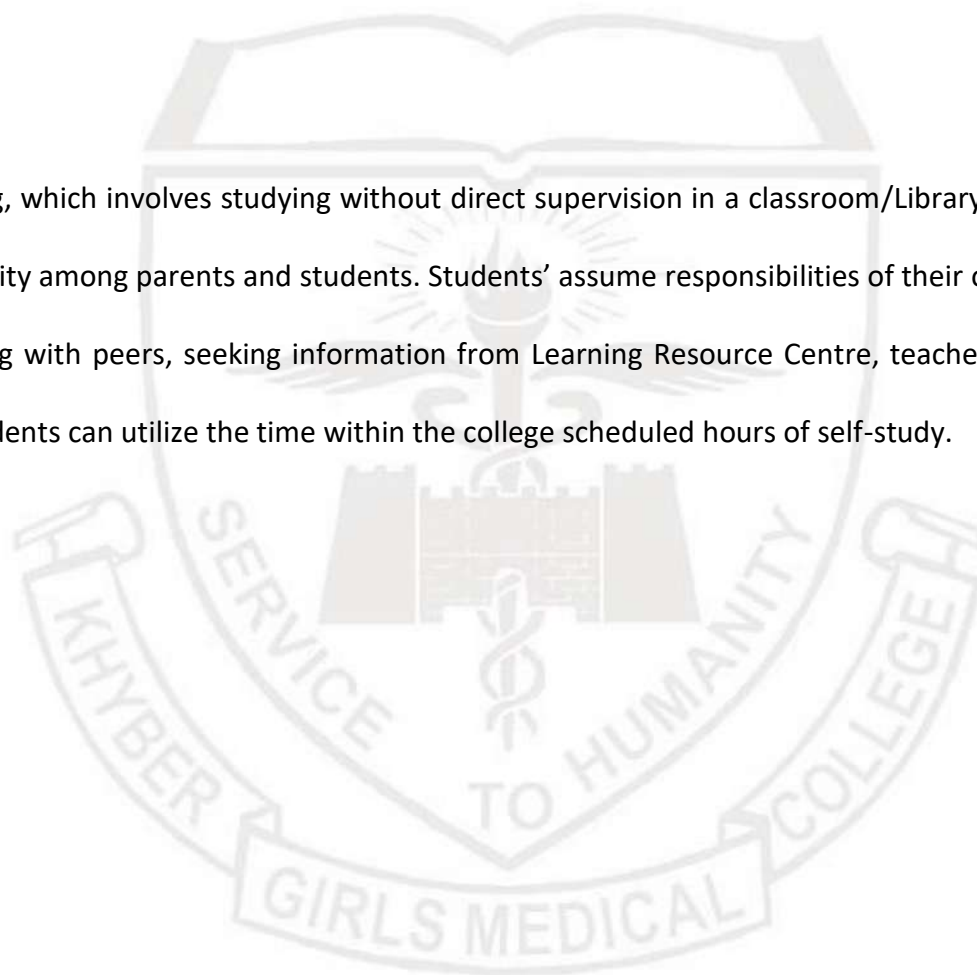 g, which involves studying without direct supervision in a classroom/Library
ity among parents and students. Students’ assume responsibilities of their
g with peers, seeking information from Learning Resource Centre,
dents can utilize the time within the college scheduled hours of self-study.
SERVICE TO HUMANITY
KHYBER GIRLS MEDICAL COLLEGE